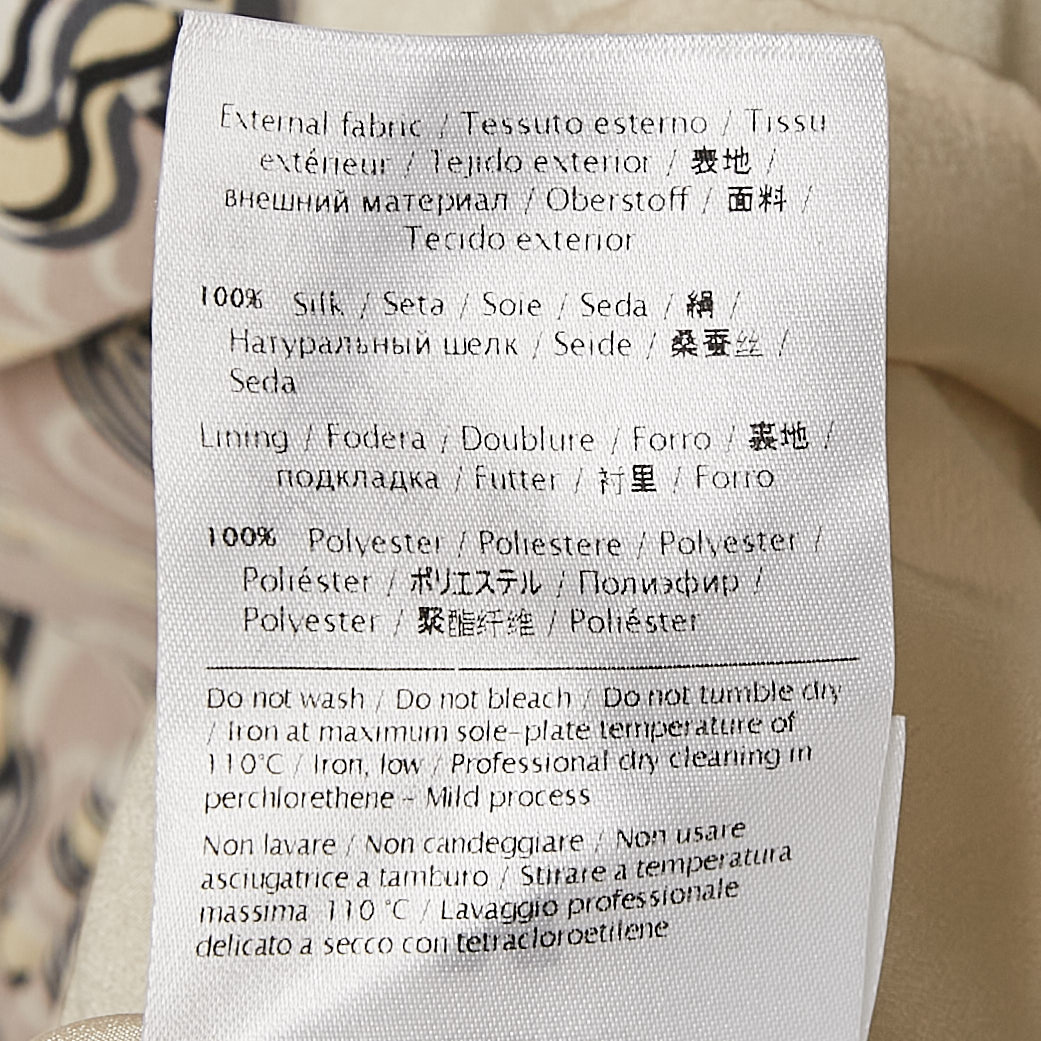 External fabric / Tessuto esterno / Tissu
extérieur / Tejido exterior / 表地 /
внешний материал / Oberstoff / 面料 /
Tecido exterior
100% Silk / Seta / Soie / Seda / 絹 /
Натуральный шелк / Seide / 桑蚕丝 /
Seda
Lining / Fodera / Doublure / Forro / 裏地 /
подкладка / Futter / 衬里 / Forro
100% Polyester / Poliestere / Polyester /
Poliéster / ポリエステル / Полиэфир /
Polyester / 聚酯纤维 / Poliéster
Do not wash / Do not bleach / Do not tumble dry
/ Iron at maximum sole-plate temperature of
110°C / Iron, low / Professional dry cleaning in
perchlorethene - Mild process
Non lavare / Non candeggiare / Non usare
asciugatrice a tamburo / Stirare a temperatura
massima 110 °C / Lavaggio professionale
delicato a secco con tetracloroetilene